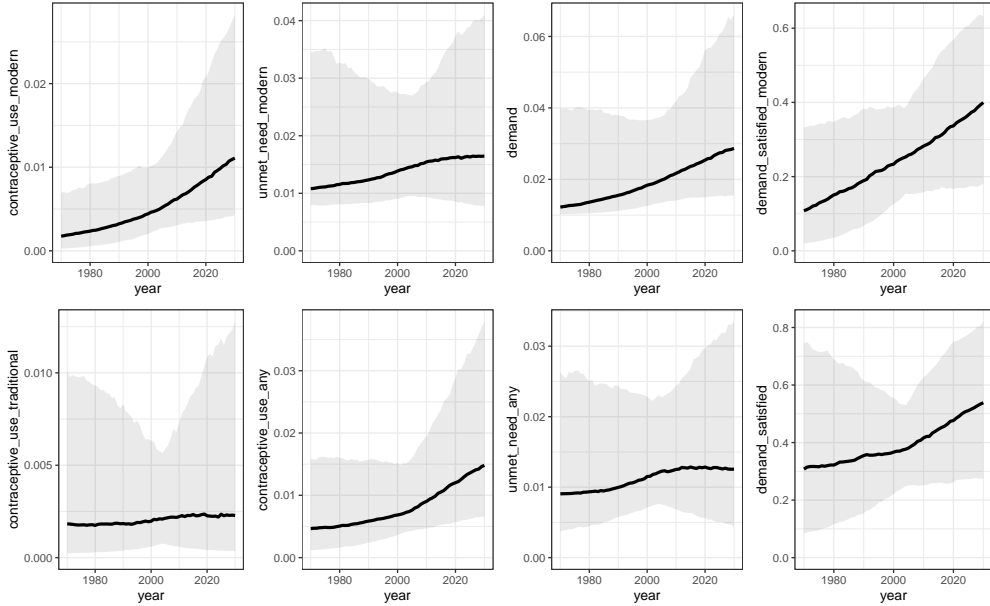 contraceptive_use_modern
0.02
0.01
0.00
1980 2000 2020
year
unmet_need_modern
0.04
0.03
0.02
0.01
0.00
1980 2000 2020
year
demand
0.06
0.04
0.02
0.00
1980 2000 2020
year
demand_satisfied_modern
0.6
0.4
0.2
0.0
1980 2000 2020
year
contraceptive_use_traditional
0.010
0.005
0.000
1980 2000 2020
year
contraceptive_use_any
0.03
0.02
0.01
0.00
1980 2000 2020
year
unmet_need_any
0.03
0.02
0.01
0.00
1980 2000 2020
year
demand_satisfied
0.8
0.6
0.4
0.2
0.0
1980 2000 2020
year